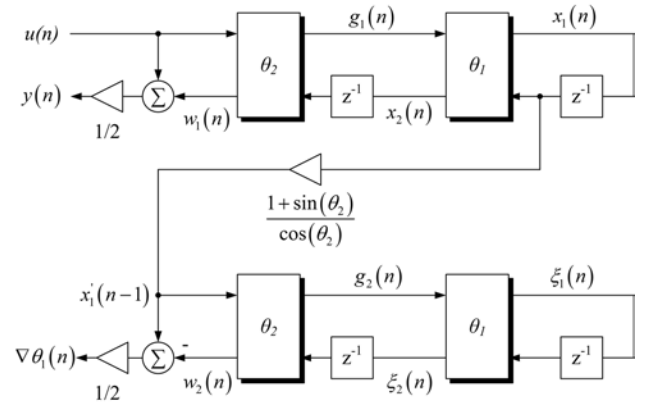 u(n) g₁(n) x₁(n)
θ₂ θ₁
y(n) Σ z⁻¹ z⁻¹
1/2 w₁(n) x₂(n)
1+sin(θ₂)
cos(θ₂)
x₁'(n−1) g₂(n) ξ₁(n)
θ₂ θ₁
∇θ₁(n) Σ - z⁻¹ z⁻¹
1/2 w₂(n) ξ₂(n)